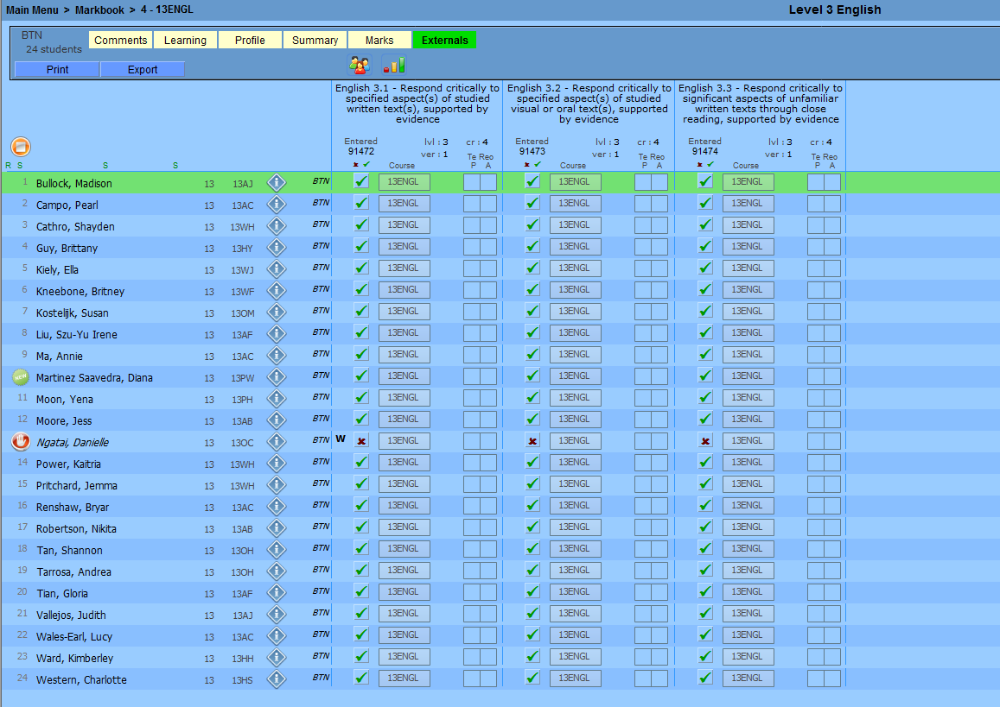 Main Menu > Markbook > 4 - 13ENGL Level 3 English
BTN
24 students
Comments Learning Profile Summary Marks Externals
Print Export
English 3.1 - Respond critically to specified aspect(s) of studied written text(s), supported by evidence
English 3.2 - Respond critically to specified aspect(s) of studied visual or oral text(s), supported by evidence
English 3.3 - Respond critically to significant aspects of unfamiliar written texts through close reading, supported by evidence
Entered lvl : 3 cr : 4 Entered lvl : 3 cr : 4 Entered lvl : 3 cr : 4
91472 ver : 1 91473 ver : 1 91474 ver : 1
Te Reo Te Reo Te Reo
R S S S Course P A Course P A Course P A
1 Bullock, Madison 13 13AJ BTN 13ENGL 13ENGL 13ENGL
2 Campo, Pearl 13 13AC BTN 13ENGL 13ENGL 13ENGL
3 Cathro, Shayden 13 13WH BTN 13ENGL 13ENGL 13ENGL
4 Guy, Brittany 13 13HY BTN 13ENGL 13ENGL 13ENGL
5 Kiely, Ella 13 13WJ BTN 13ENGL 13ENGL 13ENGL
6 Kneebone, Britney 13 13WF BTN 13ENGL 13ENGL 13ENGL
7 Kostelijk, Susan 13 13OM BTN 13ENGL 13ENGL 13ENGL
8 Liu, Szu-Yu Irene 13 13AF BTN 13ENGL 13ENGL 13ENGL
9 Ma, Annie 13 13AC BTN 13ENGL 13ENGL 13ENGL
NEW Martinez Saavedra, Diana 13 13PW BTN 13ENGL 13ENGL 13ENGL
11 Moon, Yena 13 13PH BTN 13ENGL 13ENGL 13ENGL
12 Moore, Jess 13 13AB BTN 13ENGL 13ENGL 13ENGL
Ngatai, Danielle 13 13OC BTN W 13ENGL 13ENGL 13ENGL
14 Power, Kaitria 13 13WH BTN 13ENGL 13ENGL 13ENGL
15 Pritchard, Jemma 13 13WH BTN 13ENGL 13ENGL 13ENGL
16 Renshaw, Bryar 13 13AC BTN 13ENGL 13ENGL 13ENGL
17 Robertson, Nikita 13 13AB BTN 13ENGL 13ENGL 13ENGL
18 Tan, Shannon 13 13OH BTN 13ENGL 13ENGL 13ENGL
19 Tarrosa, Andrea 13 13OH BTN 13ENGL 13ENGL 13ENGL
20 Tian, Gloria 13 13AF BTN 13ENGL 13ENGL 13ENGL
21 Vallejos, Judith 13 13AJ BTN 13ENGL 13ENGL 13ENGL
22 Wales-Earl, Lucy 13 13AC BTN 13ENGL 13ENGL 13ENGL
23 Ward, Kimberley 13 13HH BTN 13ENGL 13ENGL 13ENGL
24 Western, Charlotte 13 13HS BTN 13ENGL 13ENGL 13ENGL